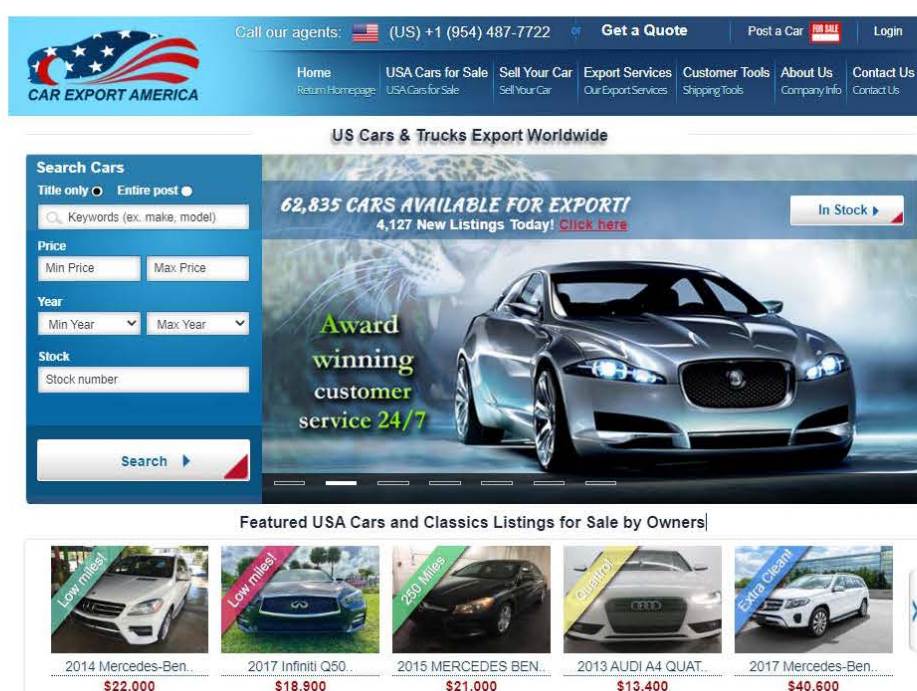 Call our agents: (US) +1 (954) 487-7722 or Get a Quote Post a Car FOR SALE Login
CAR EXPORT AMERICA
Home USA Cars for Sale Sell Your Car Export Services Customer Tools About Us Contact Us
Return Homepage USA Cars for Sale Sell Your Car Our Export Services Shipping Tools Company Info Contact Us
US Cars & Trucks Export Worldwide
Search Cars
Title only Entire post
Keywords (ex. make, model)
Price
Min Price Max Price
Year
Min Year Max Year
Stock
Stock number
Search
62,835 CARS AVAILABLE FOR EXPORT!
4,127 New Listings Today! Click here
In Stock
Award
winning
customer
service 24/7
Featured USA Cars and Classics Listings for Sale by Owners
Low miles! Low miles! 250 Miles Quattro! Extra Clean!
2014 Mercedes-Ben.. 2017 Infiniti Q50.. 2015 MERCEDES BEN.. 2013 AUDI A4 QUAT.. 2017 Mercedes-Ben..
$22,000 $18,900 $21,000 $13,400 $40,600